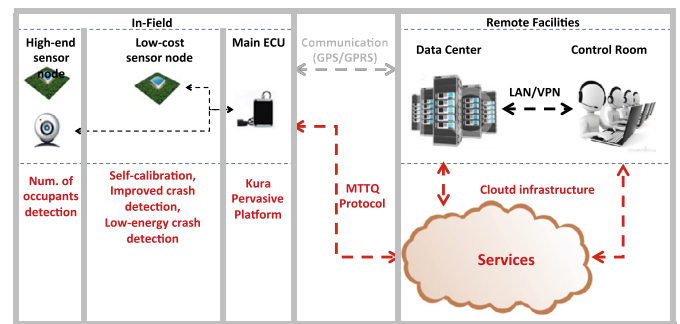 In-Field
Remote Facilities
High-end
sensor
node
Low-cost
sensor node
Main ECU
Communication
(GPS/GPRS)
Data Center
Control Room
LAN/VPN
Num. of
occupants
detection
Self-calibration,
Improved crash
detection,
Low-energy crash
detection
Kura
Pervasive
Platform
MTTQ
Protocol
Cloutd infrastructure
Services